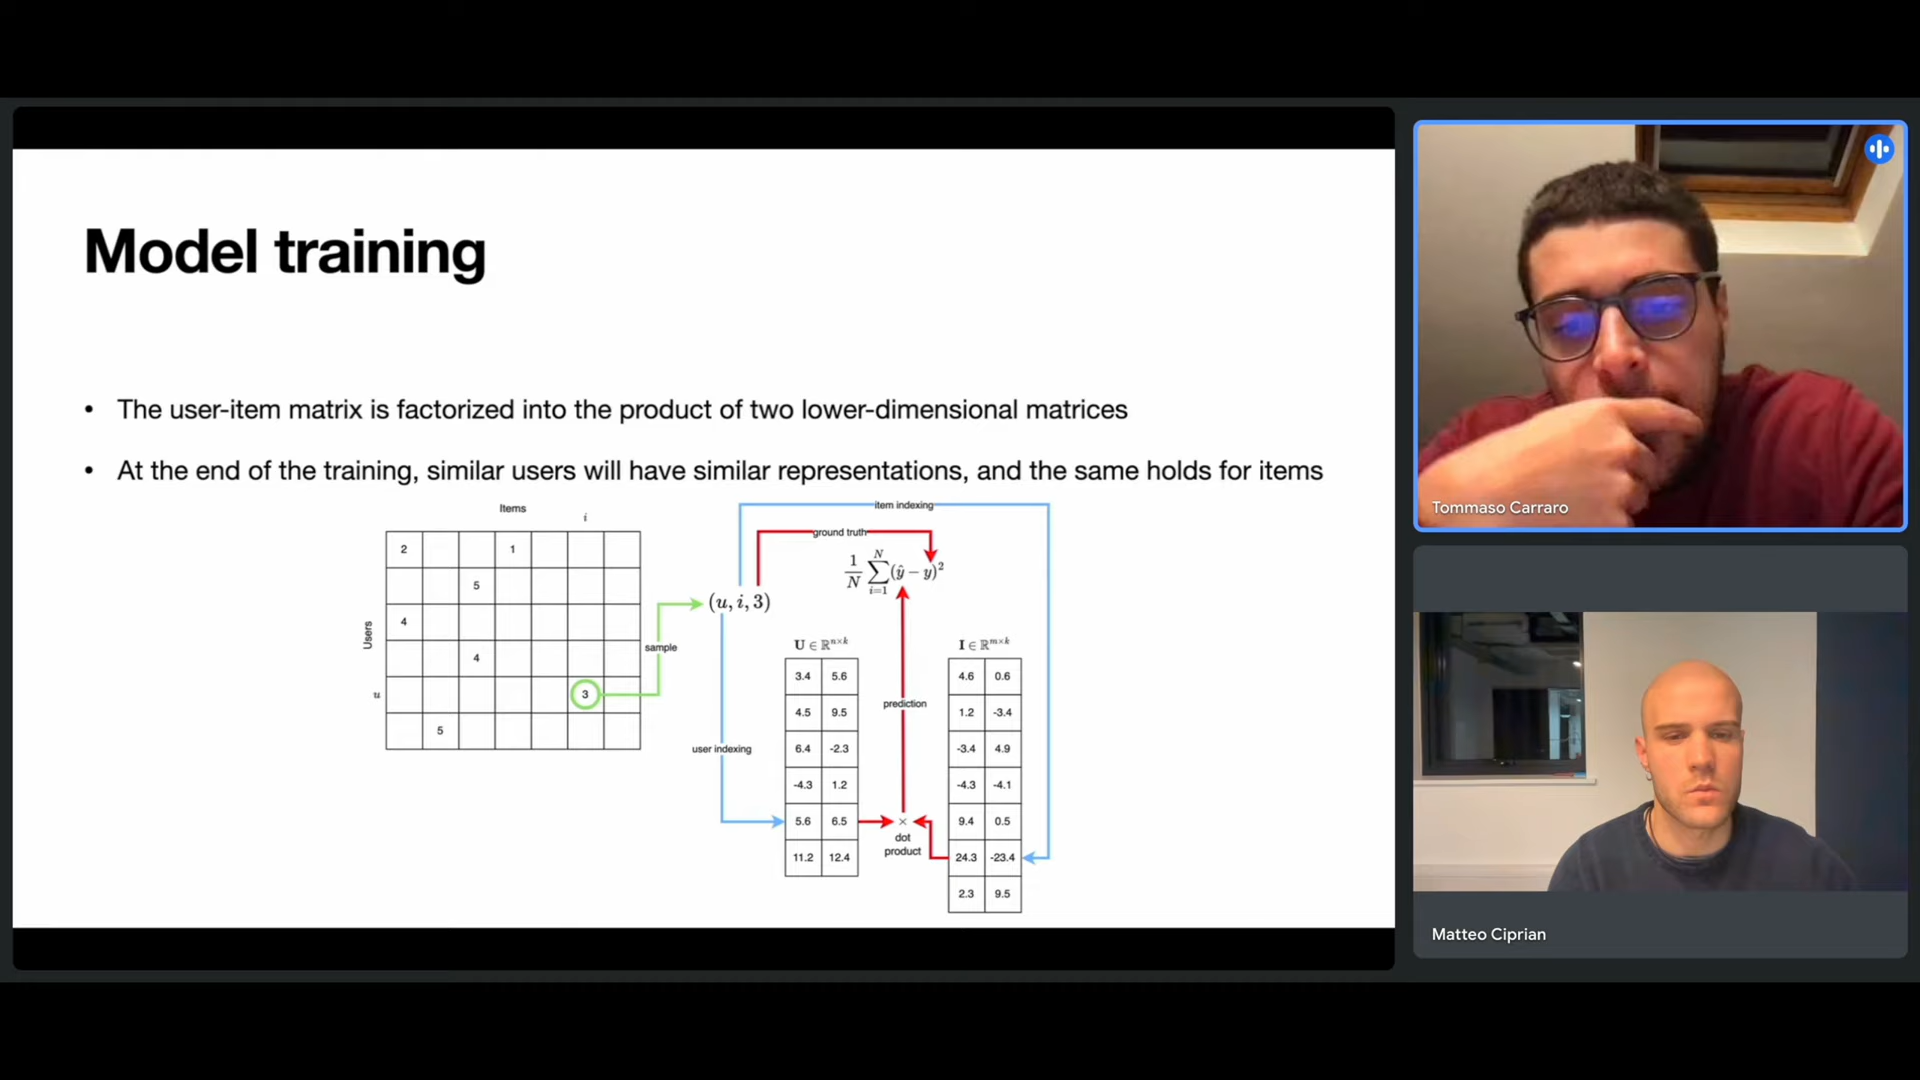 Model training
• The user-item matrix is factorized into the product of two lower-dimensional matrices
• At the end of the training, similar users will have similar representations, and the same holds for items
Items
i
Users
u
2 1
5
4
4
3
5
sample
(u, i, 3)
item indexing
ground truth
1/N ∑_{i=1}^{N} (ŷ − y)²
user indexing
prediction
dot
product
×
U ∈ ℝ^{n×k}
3.4 5.6
4.5 9.5
6.4 -2.3
-4.3 1.2
5.6 6.5
11.2 12.4
I ∈ ℝ^{m×k}
4.6 0.6
1.2 -3.4
-3.4 4.9
-4.3 -4.1
9.4 0.5
24.3 -23.4
2.3 9.5
Tommaso Carraro
Matteo Ciprian